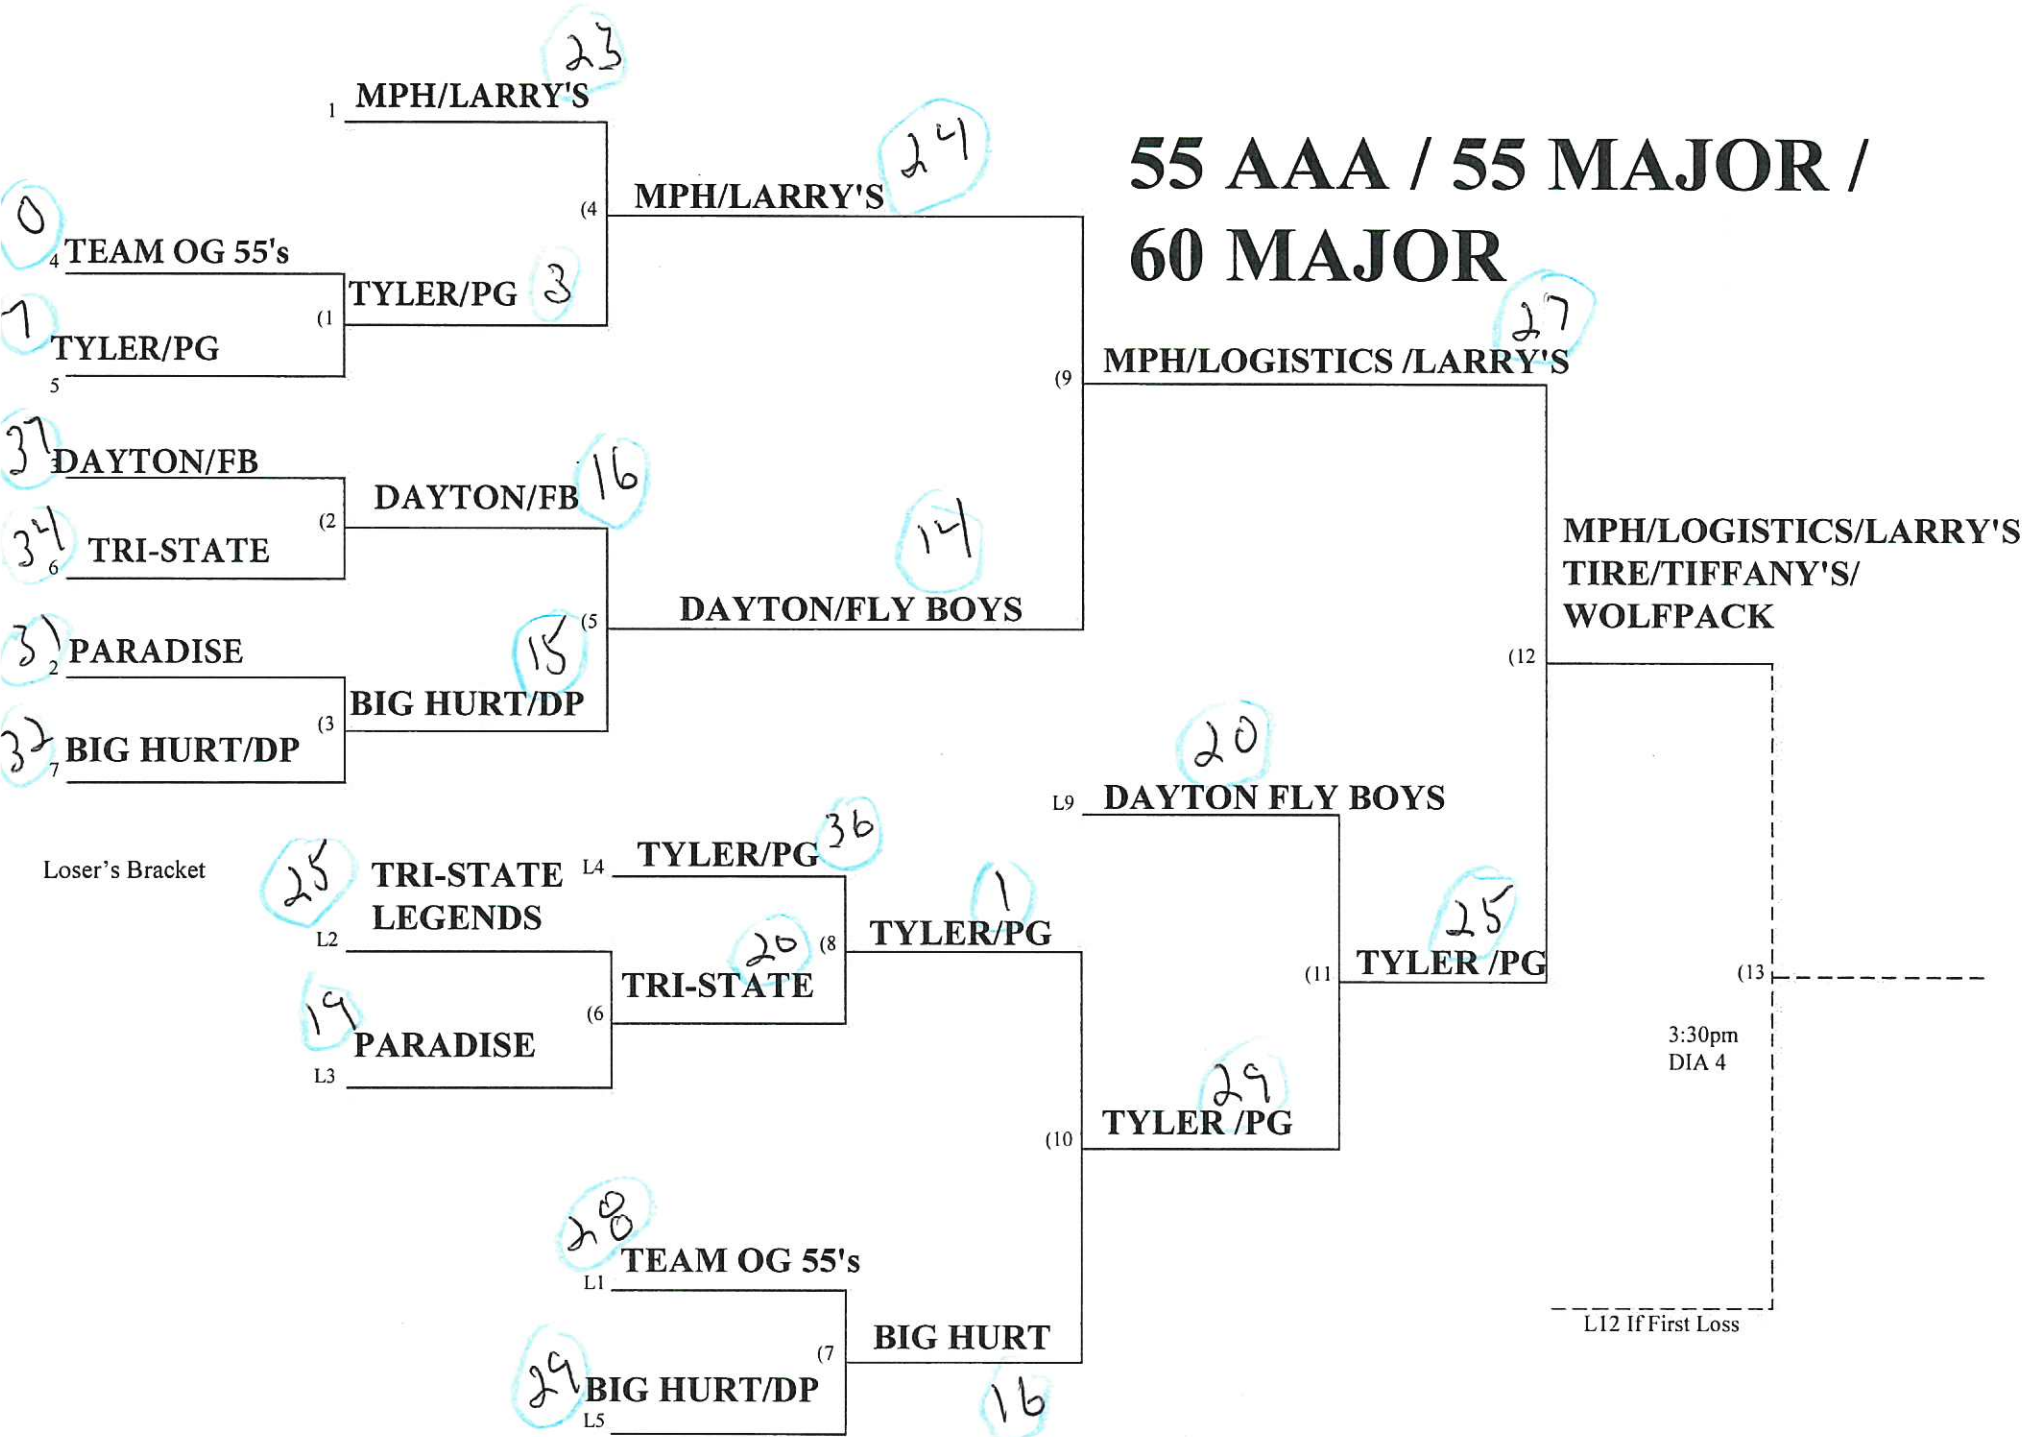 23
1 MPH/LARRY'S
24
55 AAA / 55 MAJOR /
60 MAJOR
(4 MPH/LARRY'S
0
4 TEAM OG 55's
TYLER/PG 3
(1
7
TYLER/PG
5
27
MPH/LOGISTICS /LARRY'S
(9
37
3 DAYTON/FB
DAYTON/FB 16
(2
34
6 TRI-STATE
14
(5 DAYTON/FLY BOYS
MPH/LOGISTICS/LARRY'S
TIRE/TIFFANY'S/
WOLFPACK
(12
31
2 PARADISE
15
BIG HURT/DP
(3
32
7 BIG HURT/DP
20
L9 DAYTON FLY BOYS
Loser's Bracket
25
TRI-STATE
LEGENDS
L2
L4 TYLER/PG 36
1
(8 TYLER/PG
20
TRI-STATE
(6
19
PARADISE
L3
25
(11 TYLER /PG
(13
3:30pm
DIA 4
29
TYLER /PG
(10
28
TEAM OG 55's
L1
BIG HURT
(7
16
29
BIG HURT/DP
L5
L12 If First Loss